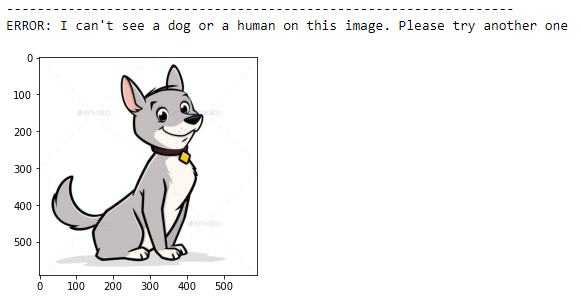 ----------------------------------------------------------------
ERROR: I can't see a dog or a human on this image. Please try another one
0
100
200
300
400
500
@envato
@envato
@envato
@envato
0 100 200 300 400 500